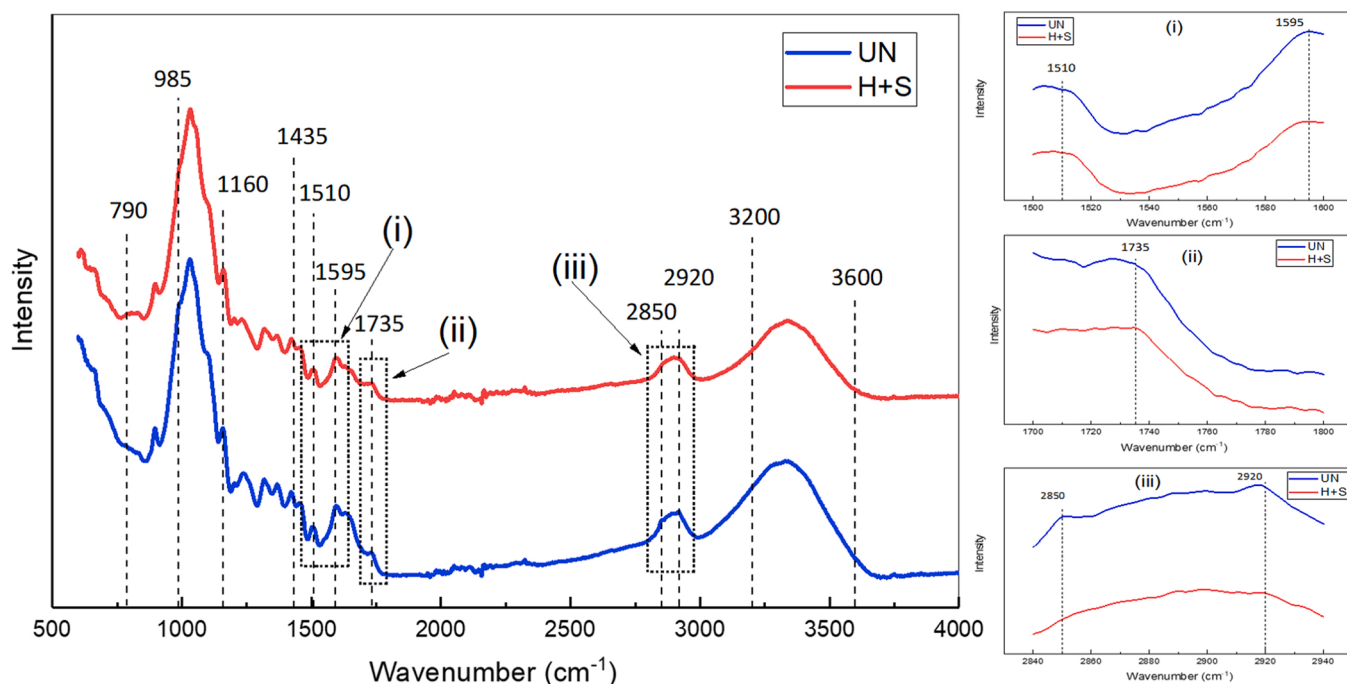 UN
H+S
985
1435
1160
1510
790
(i)
1595
1735
(ii)
(iii)
2920
2850
3200
3600
Intensity
500
1000
1500
2000
2500
3000
3500
4000
Wavenumber (cm⁻¹)
UN
H+S
(i)
1595
1510
Intensity
1500
1520
1540
1560
1580
1600
Wavenumber (cm⁻¹)
1735
(ii)
UN
H+S
Intensity
1700
1720
1740
1760
1780
1800
Wavenumber (cm⁻¹)
(iii)
2920
UN
H+S
2850
Intensity
2840
2860
2880
2900
2910
2920
2940
Wavenumber (cm⁻¹)